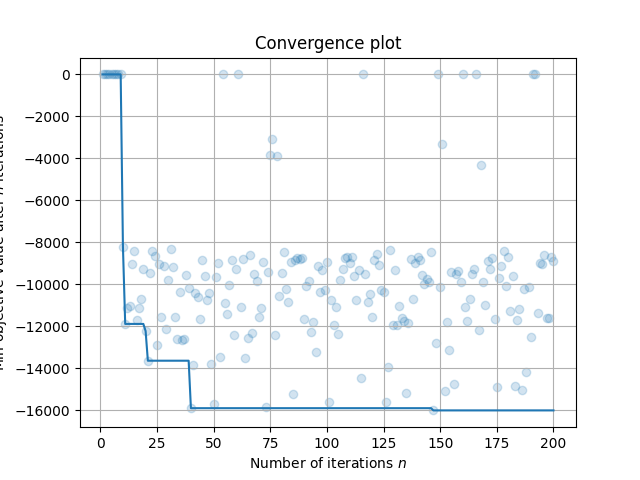 Convergence plot
0
−2000
−4000
−6000
−8000
−10000
−12000
−14000
−16000
Min objective value after n iterations
0 25 50 75 100 125 150 175 200
Number of iterations n